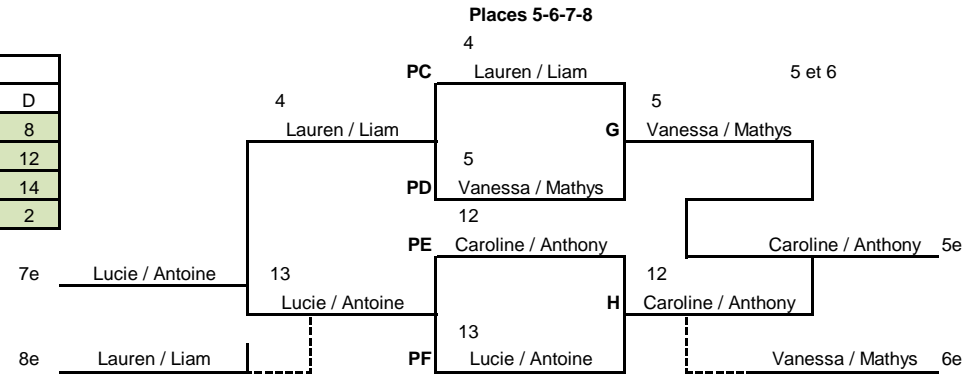 Places 5-6-7-8
4
PC Lauren / Liam 5 et 6
D 4 5
8 Lauren / Liam G Vanessa / Mathys
12 5
14 PD Vanessa / Mathys
2 12
PE Caroline / Anthony Caroline / Anthony 5e
7e Lucie / Antoine 13 12
Lucie / Antoine H Caroline / Anthony
13
8e Lauren / Liam PF Lucie / Antoine Vanessa / Mathys 6e